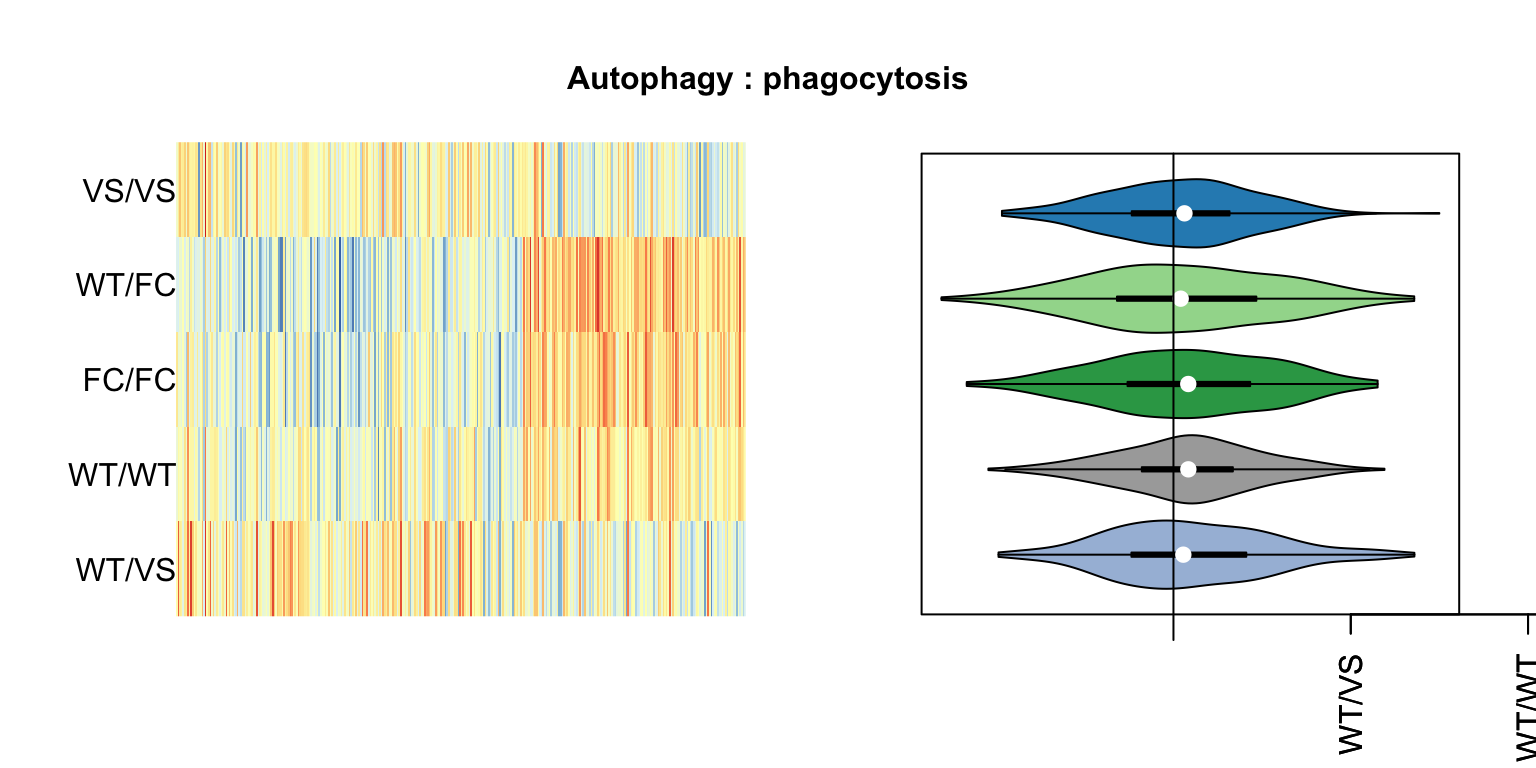 Autophagy : phagocytosis
VS/VS
WT/FC
FC/FC
WT/WT
WT/VS
WT/VS
WT/WT